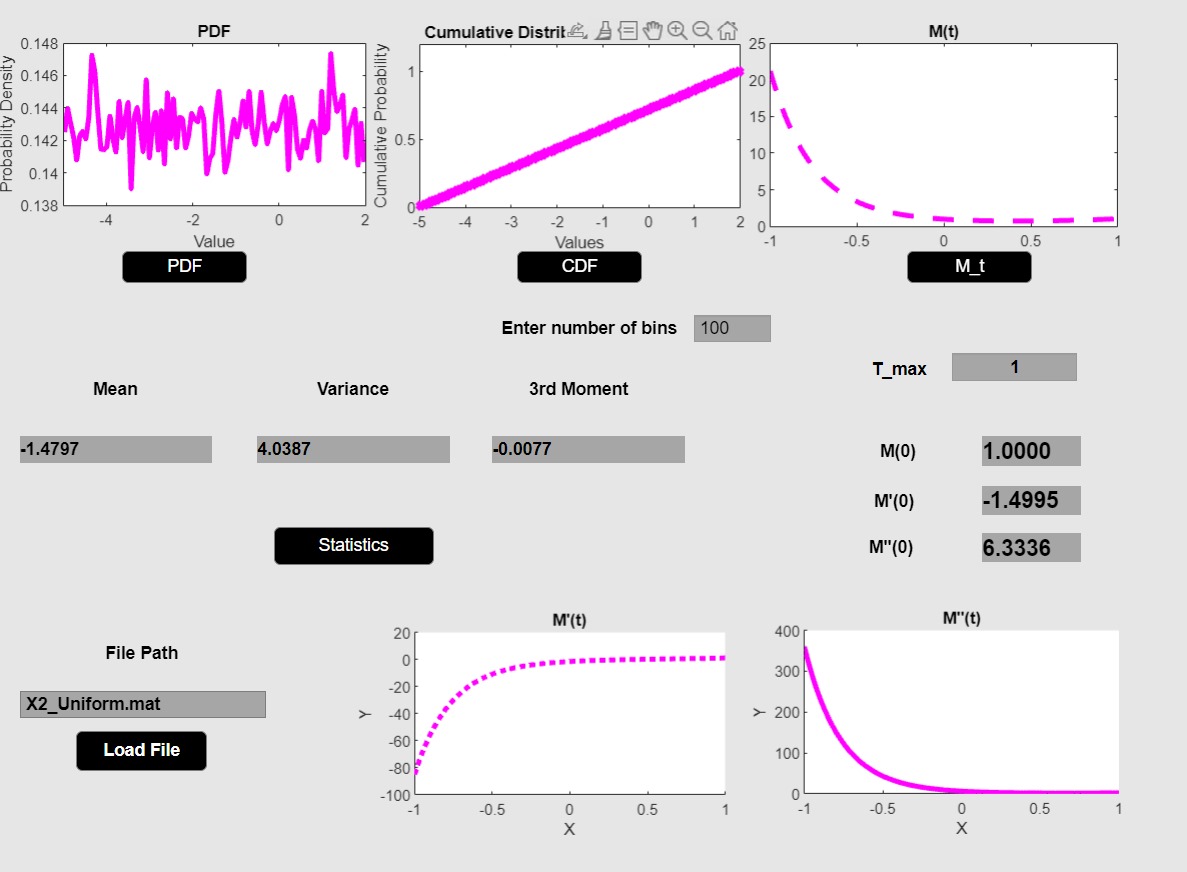 PDF
Probability Density
0.148
0.146
0.144
0.142
0.14
0.138
-4
-2
0
2
Value
PDF
Cumulative Distrib
Cumulative Probability
1
0.5
0
-5
-4
-3
-2
-1
0
1
2
Values
CDF
M(t)
25
20
15
10
5
0
-1
-0.5
0
0.5
1
M_t
Enter number of bins 100
T_max 1
Mean Variance 3rd Moment
-1.4797 4.0387 -0.0077
M(0) 1.0000
M'(0) -1.4995
M"(0) 6.3336
Statistics
File Path
X2_Uniform.mat
Load File
M'(t)
20
0
-20
-40
-60
-80
-100
Y
-1
-0.5
0
0.5
1
X
M"(t)
400
300
200
100
0
Y
-1
-0.5
0
0.5
1
X